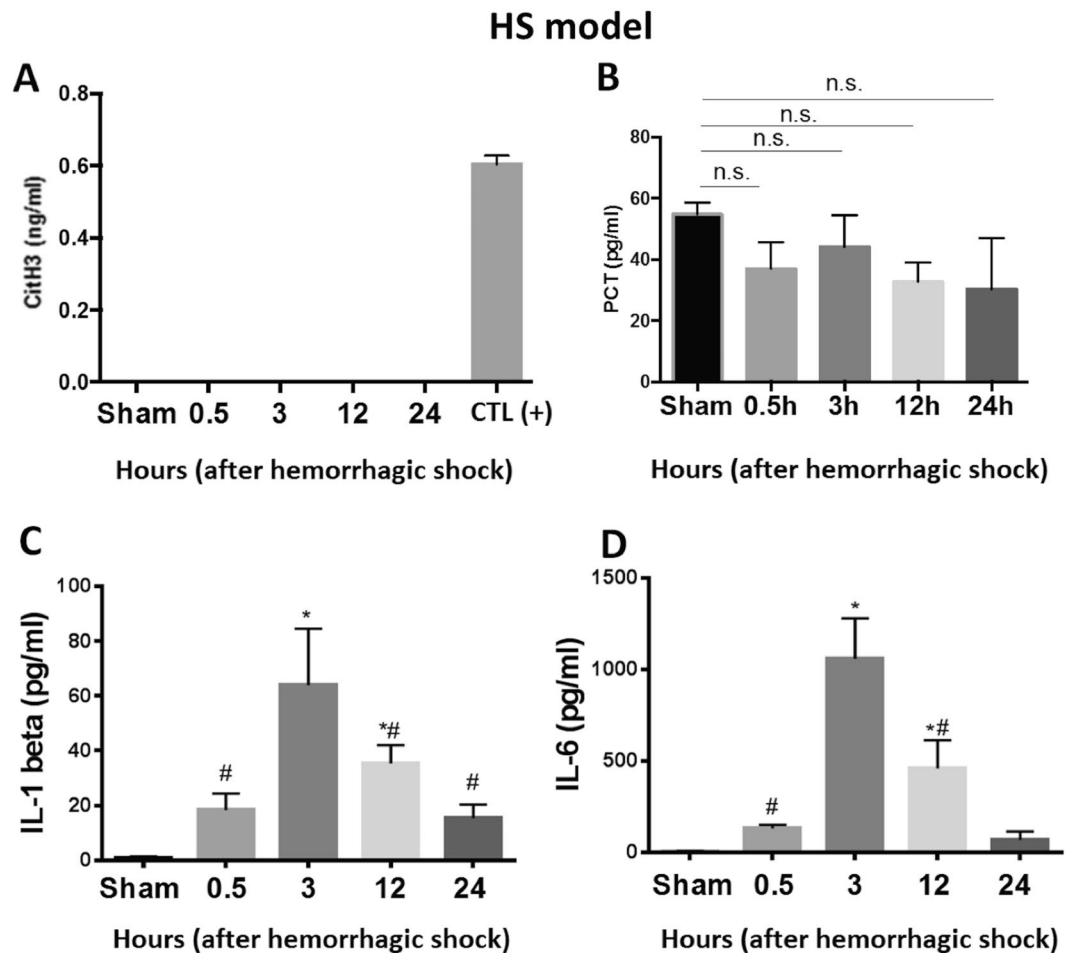 HS model
A
CitH3 (ng/ml)
0.8
0.6
0.4
0.2
0.0
Sham 0.5 3 12 24 CTL (+)
Hours (after hemorrhagic shock)
B
n.s.
n.s.
n.s.
n.s.
PCT (pg/ml)
80
60
40
20
0
Sham 0.5h 3h 12h 24h
Hours (after hemorrhagic shock)
C
IL-1 beta (pg/ml)
100
80
60
40
20
0
#
*
*#
#
Sham 0.5 3 12 24
Hours (after hemorrhagic shock)
D
IL-6 (pg/ml)
1500
1000
500
0
#
*
*#
Sham 0.5 3 12 24
Hours (after hemorrhagic shock)